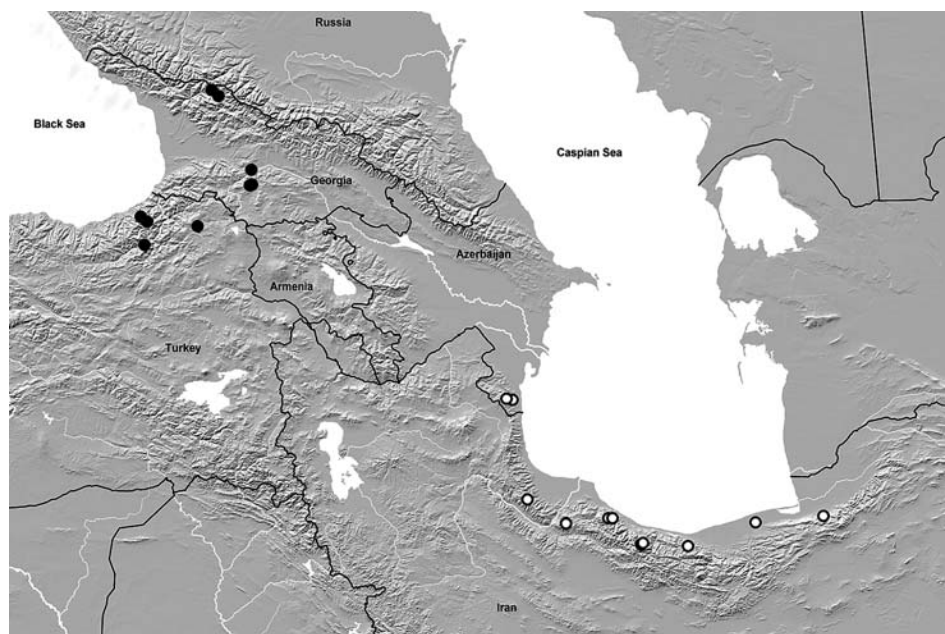 Russia
Black Sea
Caspian Sea
Georgia
Azerbaijan
Armenia
Turkey
Iran